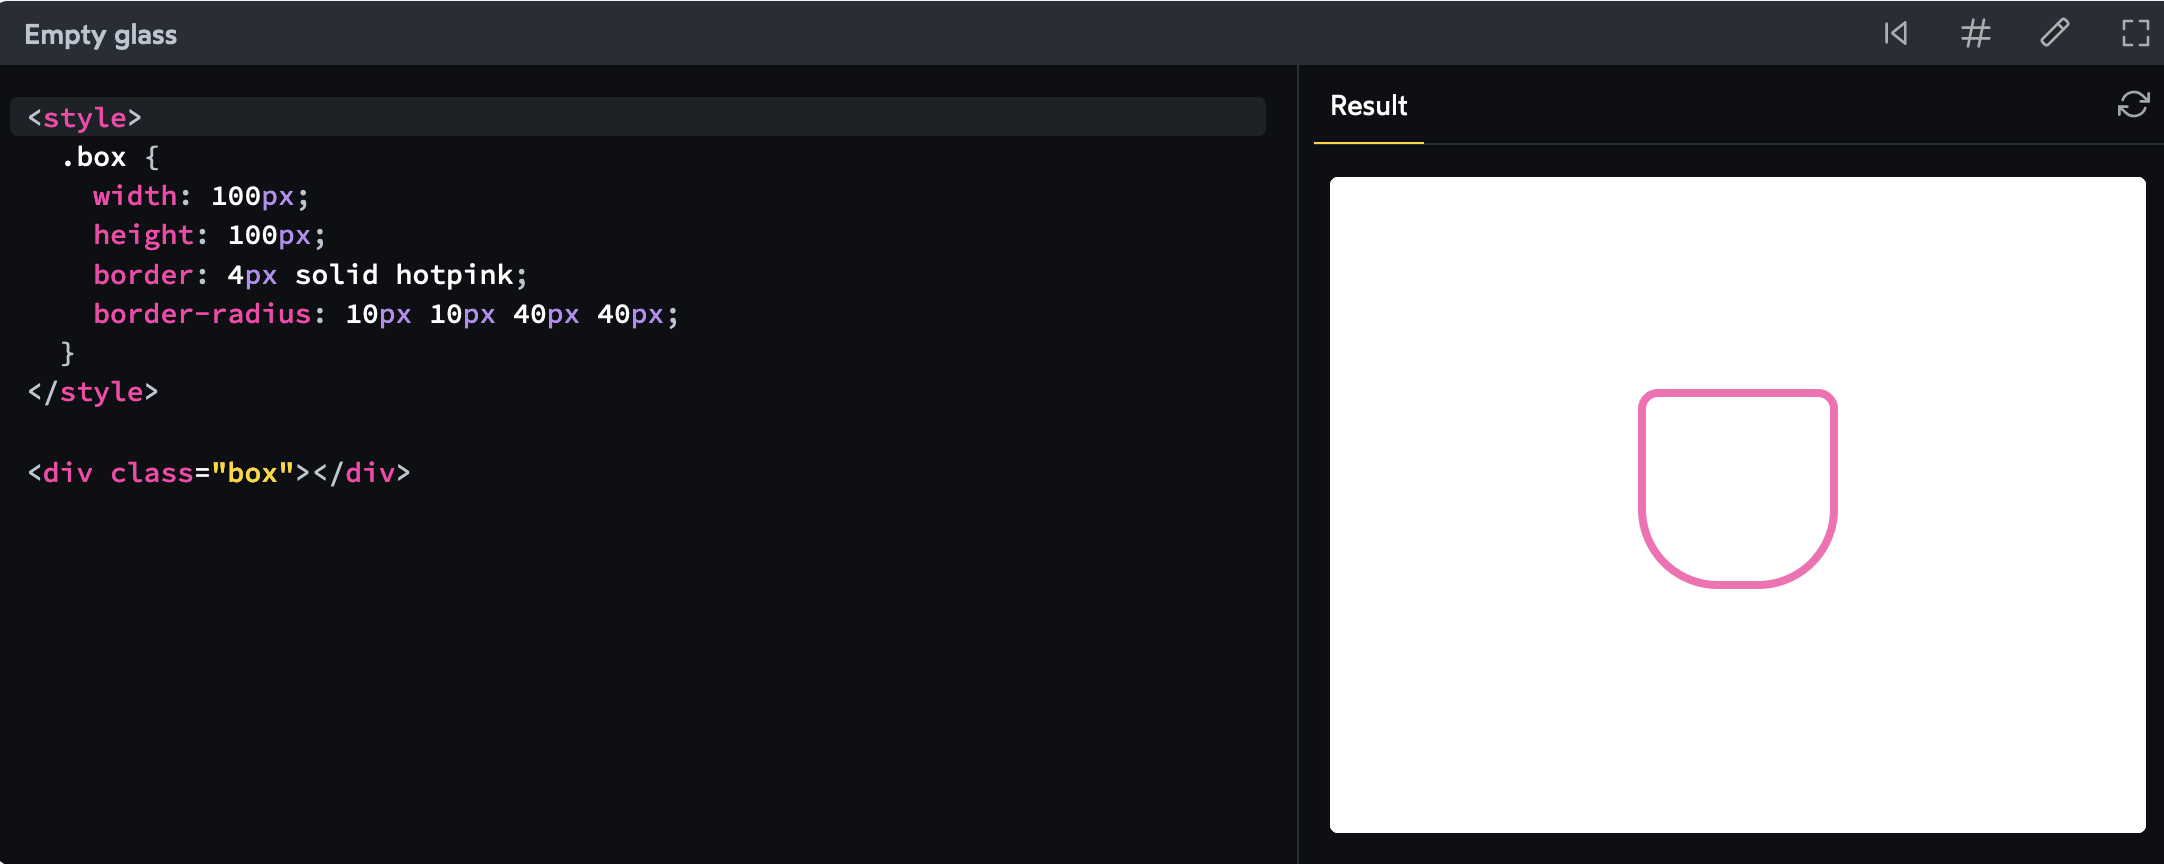 Empty glass
<style>
.box {
width: 100px;
height: 100px;
border: 4px solid hotpink;
border-radius: 10px 10px 40px 40px;
}
</style>
<div class="box"></div>
Result